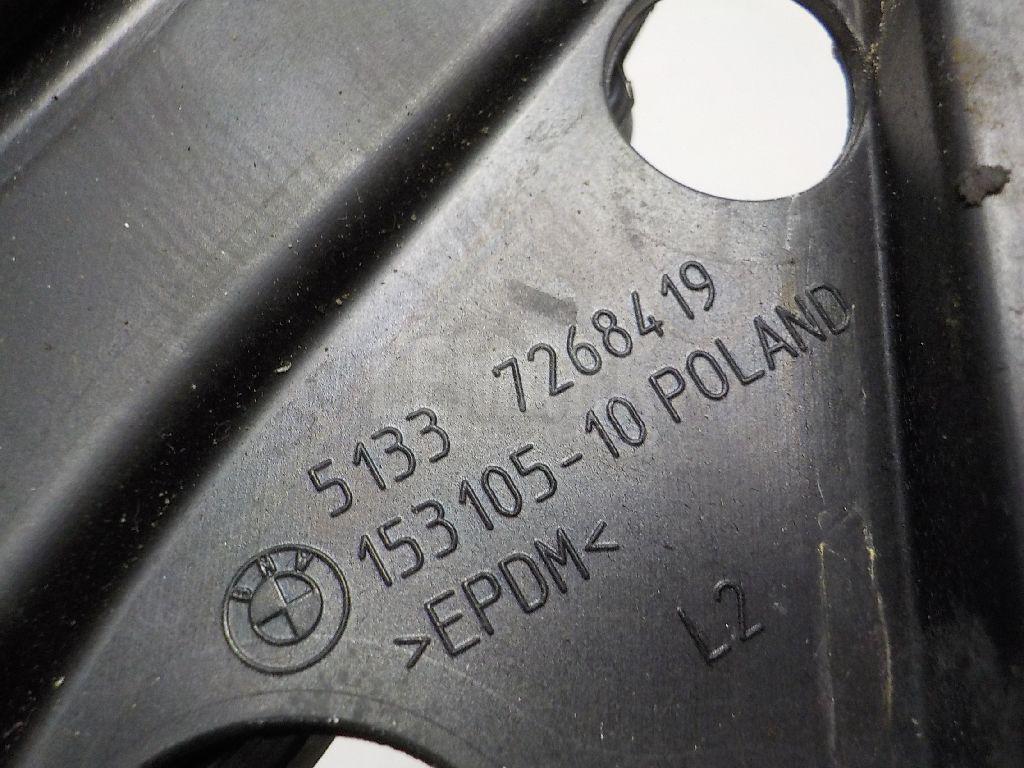 5133 7268419
153105-10 POLAND
BMW
>EPDM<
L2